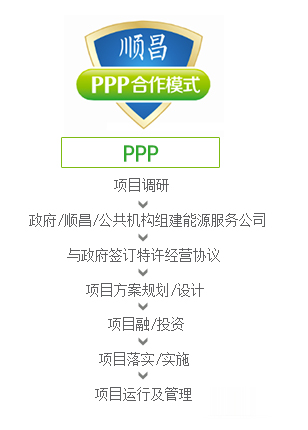 顺昌
PPP合作模式
PPP
项目调研
政府/顺昌/公共机构组建能源服务公司
与政府签订特许经营协议
项目方案规划/设计
项目融/投资
项目落实/实施
项目运行及管理